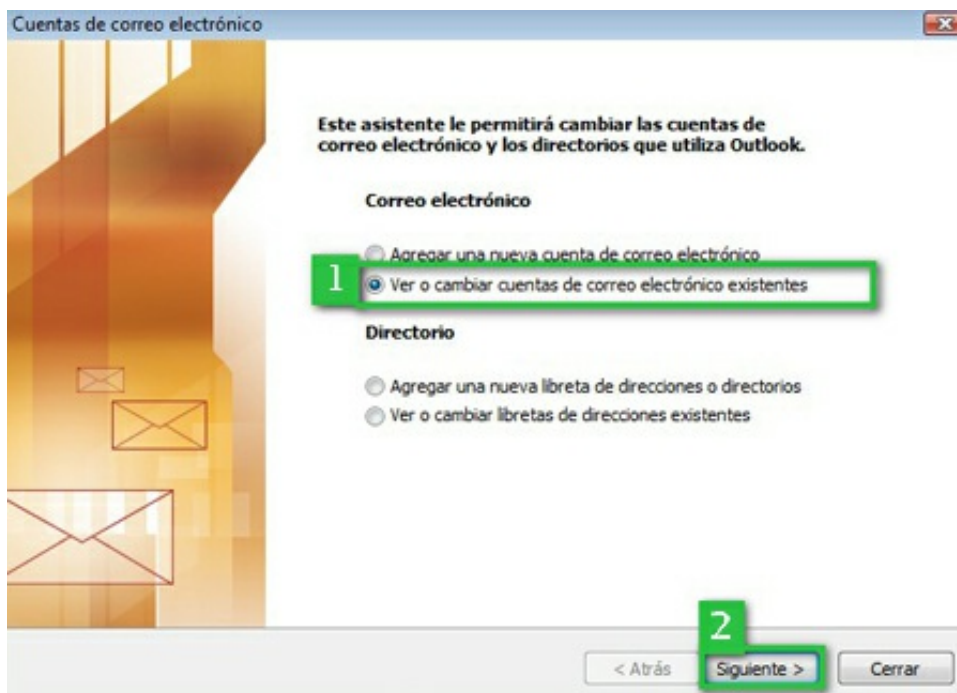 Cuentas de correo electrónico
Este asistente le permitirá cambiar las cuentas de
correo electrónico y los directorios que utiliza Outlook.
Correo electrónico
Agregar una nueva cuenta de correo electrónico
1
Ver o cambiar cuentas de correo electrónico existentes
Directorio
Agregar una nueva libreta de direcciones o directorios
Ver o cambiar libretas de direcciones existentes
2
< Atrás Siguiente > Cerrar